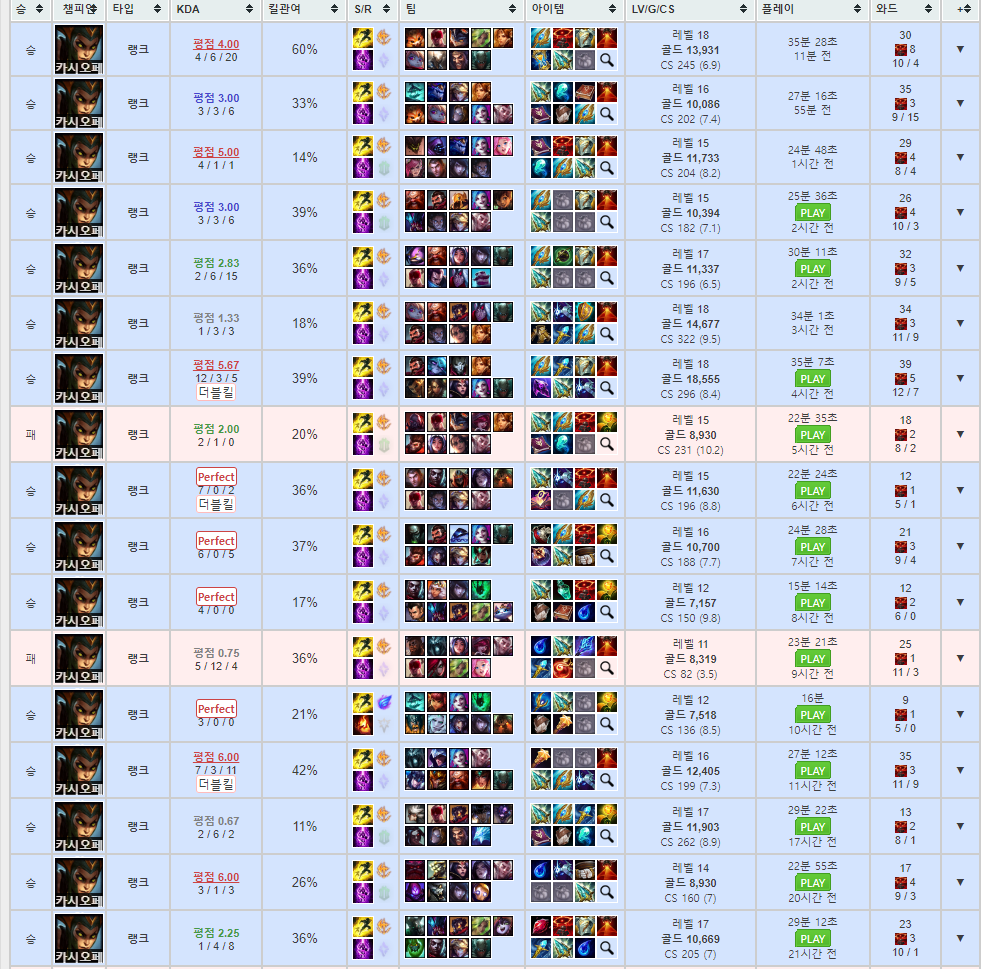 승 챔피언 타입 KDA 킬관여 S/R 팀 아이템 LV/G/CS 플레이 와드 +
승 카시오페 랭크 평점 4.00 4 / 6 / 20 60% 레벨 18 골드 13,931 CS 245 (6.9) 35분 28초 11분 전 30 8 10 / 4 ▼
승 카시오페 랭크 평점 3.00 3 / 3 / 6 33% 레벨 16 골드 10,086 CS 202 (7.4) 27분 16초 55분 전 35 3 9 / 15 ▼
승 카시오페 랭크 평점 5.00 4 / 1 / 1 14% 레벨 15 골드 11,733 CS 204 (8.2) 24분 48초 1시간 전 29 4 8 / 4 ▼
승 카시오페 랭크 평점 3.00 3 / 3 / 6 39% 레벨 15 골드 10,394 CS 182 (7.1) 25분 36초 PLAY 2시간 전 26 4 10 / 3 ▼
승 카시오페 랭크 평점 2.83 2 / 6 / 15 36% 레벨 17 골드 11,337 CS 196 (6.5) 30분 11초 PLAY 2시간 전 32 3 9 / 5 ▼
승 카시오페 랭크 평점 1.33 1 / 3 / 3 18% 레벨 18 골드 14,677 CS 322 (9.5) 34분 1초 3시간 전 34 3 11 / 9 ▼
승 카시오페 랭크 평점 5.67 12 / 3 / 5 더블킬 39% 레벨 18 골드 18,555 CS 296 (8.4) 35분 7초 PLAY 4시간 전 39 5 12 / 7 ▼
패 카시오페 랭크 평점 2.00 2 / 1 / 0 20% 레벨 15 골드 8,930 CS 231 (10.2) 22분 35초 PLAY 5시간 전 18 2 8 / 2 ▼
승 카시오페 랭크 Perfect 7 / 0 / 2 더블킬 36% 레벨 15 골드 11,630 CS 196 (8.8) 22분 24초 PLAY 6시간 전 12 1 5 / 1 ▼
승 카시오페 랭크 Perfect 6 / 0 / 5 37% 레벨 16 골드 10,700 CS 188 (7.7) 24분 28초 PLAY 7시간 전 21 3 9 / 4 ▼
승 카시오페 랭크 Perfect 4 / 0 / 0 17% 레벨 12 골드 7,157 CS 150 (9.8) 15분 14초 PLAY 8시간 전 12 2 6 / 0 ▼
패 카시오페 랭크 평점 0.75 5 / 12 / 4 36% 레벨 11 골드 8,319 CS 82 (3.5) 23분 21초 PLAY 9시간 전 25 1 11 / 3 ▼
승 카시오페 랭크 Perfect 3 / 0 / 0 21% 레벨 12 골드 7,518 CS 136 (8.5) 16분 PLAY 10시간 전 9 1 5 / 0 ▼
승 카시오페 랭크 평점 6.00 7 / 3 / 11 더블킬 42% 레벨 16 골드 12,405 CS 199 (7.3) 27분 12초 PLAY 11시간 전 35 3 11 / 9 ▼
승 카시오페 랭크 평점 0.67 2 / 6 / 2 11% 레벨 17 골드 11,903 CS 262 (8.9) 29분 22초 PLAY 17시간 전 13 2 8 / 1 ▼
승 카시오페 랭크 평점 6.00 3 / 1 / 3 26% 레벨 14 골드 8,930 CS 160 (7) 22분 55초 PLAY 20시간 전 17 4 9 / 3 ▼
승 카시오페 랭크 평점 2.25 1 / 4 / 8 36% 레벨 17 골드 10,669 CS 205 (7) 29분 12초 PLAY 21시간 전 23 3 10 / 1 ▼